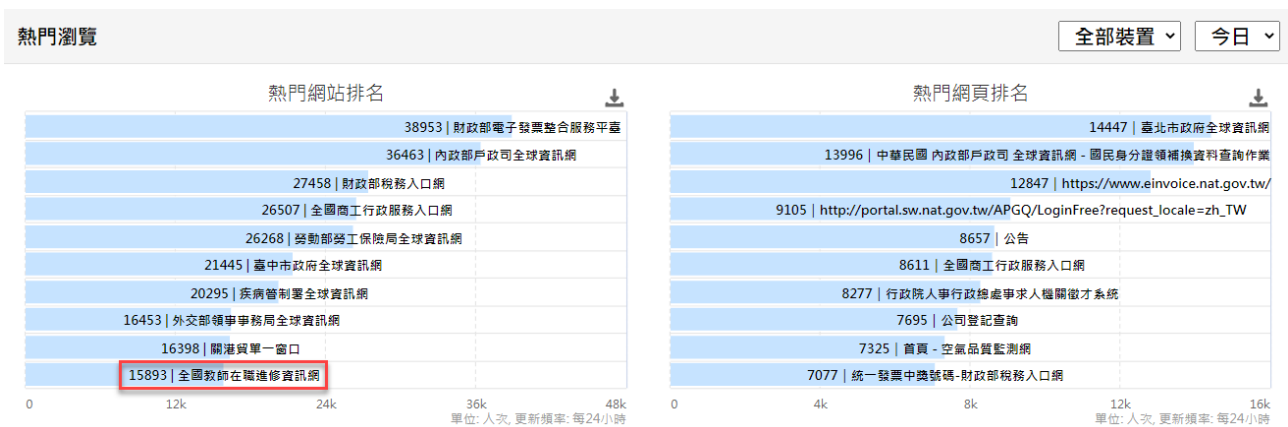 熱門瀏覽
全部裝置
今日
熱門網站排名
38953 | 財政部電子發票整合服務平臺
36463 | 內政部戶政司全球資訊網
27458 | 財政部稅務入口網
26507 | 全國商工行政服務入口網
26268 | 勞動部勞工保險局全球資訊網
21445 | 臺中市政府全球資訊網
20295 | 疾病管制署全球資訊網
16453 | 外交部領事事務局全球資訊網
16398 | 關港貿單一窗口
15893 | 全國教師在職進修資訊網
0 12k 24k 36k 48k
單位: 人次, 更新頻率: 每24小時
熱門網頁排名
14447 | 臺北市政府全球資訊網
13996 | 中華民國 內政部戶政司 全球資訊網 - 國民身分證領補換資料查詢作業
12847 | https://www.einvoice.nat.gov.tw/
9105 | http://portal.sw.nat.gov.tw/APGQ/LoginFree?request_locale=zh_TW
8657 | 公告
8611 | 全國商工行政服務入口網
8277 | 行政院人事行政總處事求人機關徵才系統
7695 | 公司登記查詢
7325 | 首頁 - 空氣品質監測網
7077 | 統一發票中獎號碼-財政部稅務入口網
0 4k 8k 12k 16k
單位: 人次, 更新頻率: 每24小時